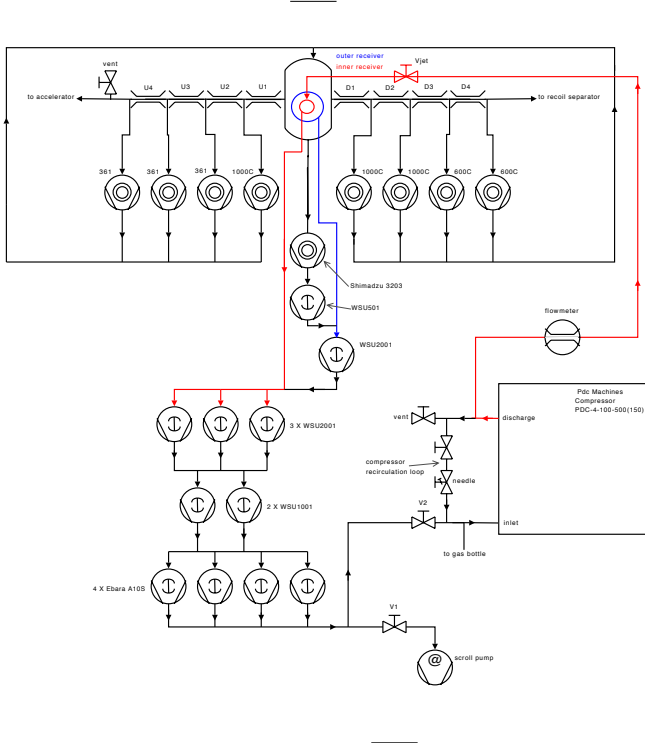 outer receiver
inner receiver
Vjet
vent
U4
U3
U2
U1
D1
D2
D3
D4
to accelerator
to recoil separator
361
361
361
1000C
1000C
1000C
600C
600C
Shimadzu 3203
WSU501
flowmeter
WSU2001
Pdc Machines
Compressor
PDC-4-100-500(150)
vent
discharge
3 X WSU2001
compressor
recirculation loop
needle
2 X WSU1001
V2
inlet
to gas bottle
4 X Ebara A10S
V1
@
scroll pump